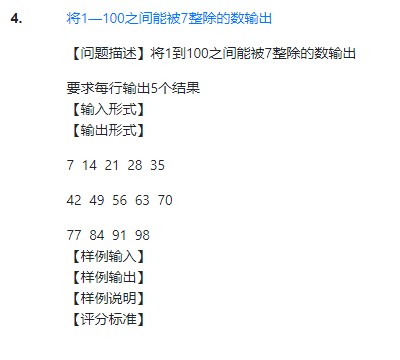 4. 将1—100之间能被7整除的数输出
【问题描述】将1到100之间能被7整除的数输出
要求每行输出5个结果
【输入形式】
【输出形式】
7 14 21 28 35
42 49 56 63 70
77 84 91 98
【样例输入】
【样例输出】
【样例说明】
【评分标准】